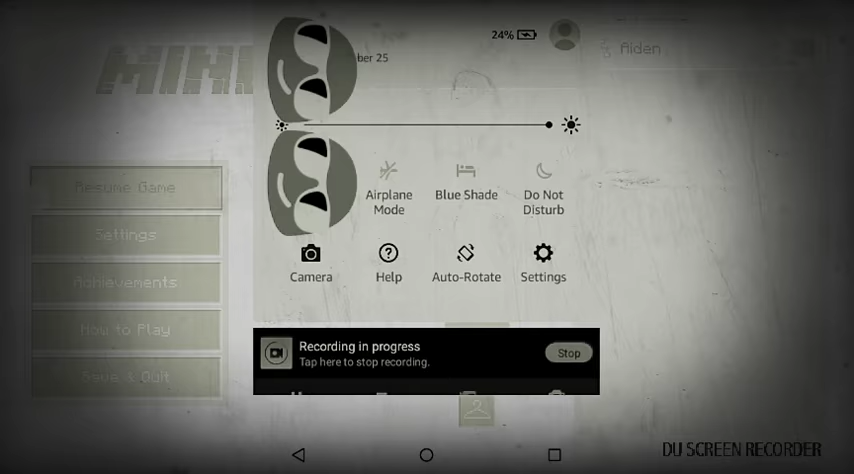 24%
ber 25
Aiden
MIN
Resume Game
Settings
Achievements
How to Play
Save & Quit
Airplane
Mode
Blue Shade
Do Not
Disturb
Camera
Help
Auto-Rotate
Settings
Recording in progress
Tap here to stop recording.
Stop
DU SCREEN RECORDER